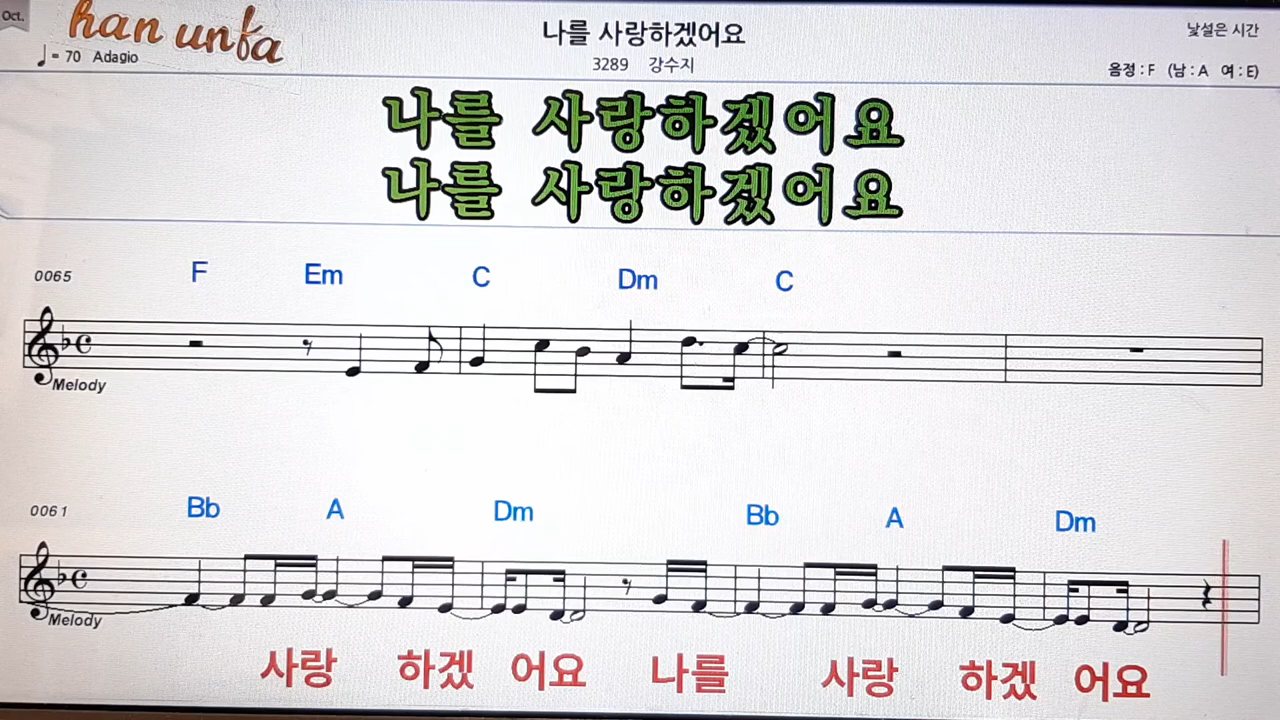 Oct.
han unfa
나를 사랑하겠어요
낯설은 시간
♩= 70 Adagio
3289 강수지
음정 : F (남 : A 여 : E)
나를 사랑하겠어요
나를 사랑하겠어요
0065 F Em C Dm C
Melody
0061 Bb A Dm Bb A Dm
Melody
사랑 하겠 어요 나를 사랑 하겠 어요